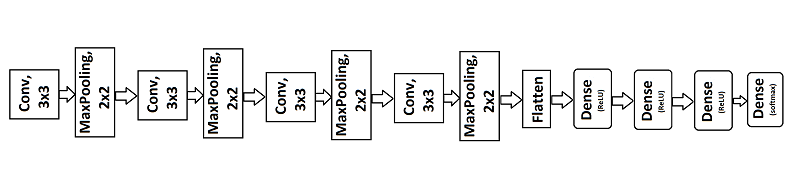 Conv,
3x3
MaxPooling,
2x2
Conv,
3x3
MaxPooling,
2x2
Conv,
3x3
MaxPooling,
2x2
Conv,
3x3
MaxPooling,
2x2
Flatten
Dense
(ReLU)
Dense
(ReLU)
Dense
(ReLU)
Dense
(softmax)